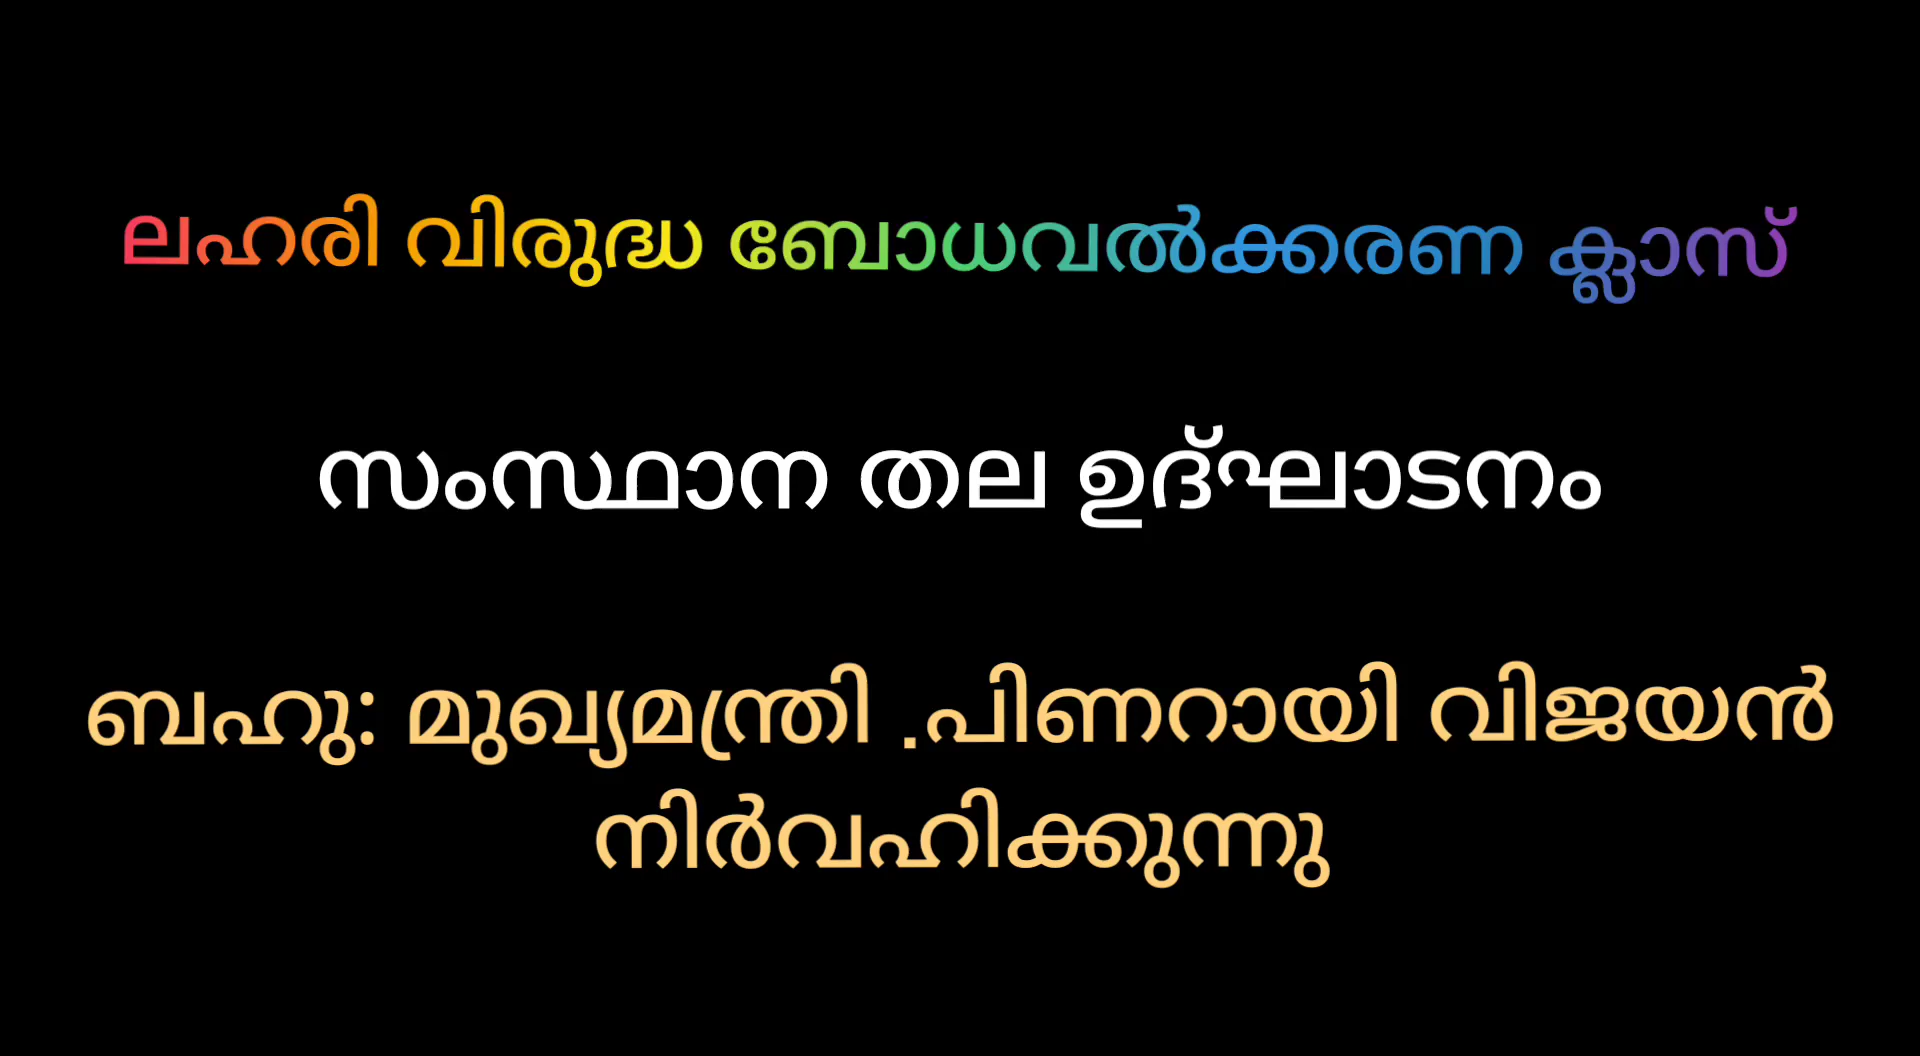 ലഹരി വിരുദ്ധ ബോധവൽക്കരണ ക്ലാസ്
സംസ്ഥാന തല ഉദ്ഘാടനം
ബഹു: മുഖ്യമന്ത്രി .പിണറായി വിജയൻ
നിർവഹിക്കുന്നു